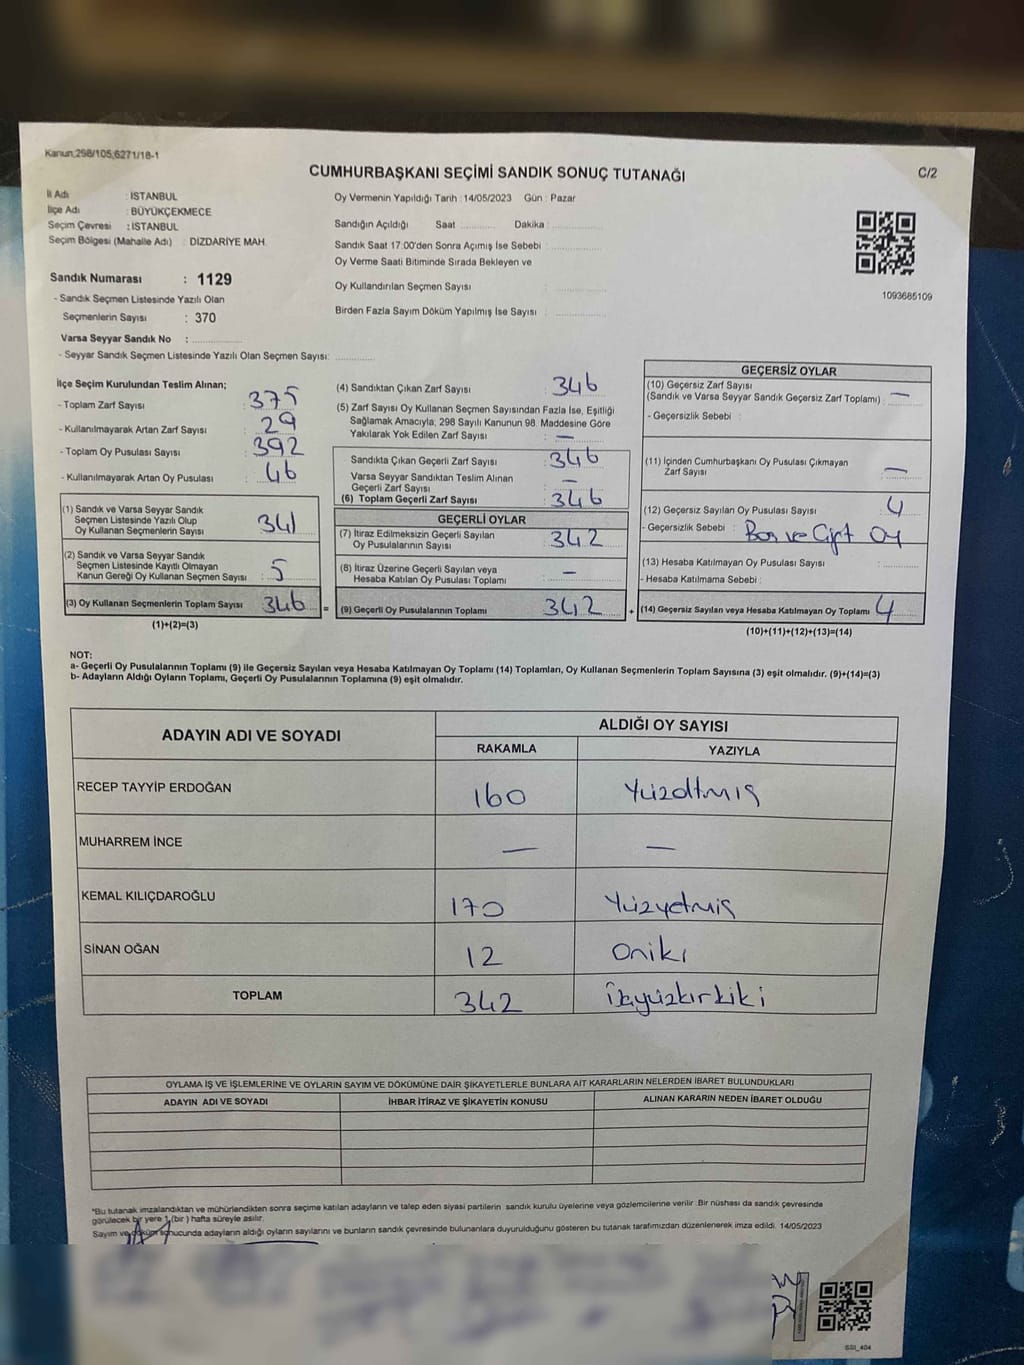 Kanun;298/105;6271/18-1
CUMHURBAŞKANI SEÇİMİ SANDIK SONUÇ TUTANAĞI
C/2
İl Adı : İSTANBUL
İlçe Adı : BÜYÜKÇEKMECE
Seçim Çevresi : İSTANBUL
Seçim Bölgesi (Mahalle Adı) : DİZDARİYE MAH.
Oy Vermenin Yapıldığı Tarih : 14/05/2023 Gün : Pazar
Sandığın Açıldığı Saat ............ Dakika : ............
Sandık Saat 17:00'den Sonra Açımış İse Sebebi : ............
Oy Verme Saati Bitiminde Sırada Bekleyen ve
Oy Kullandırılan Seçmen Sayısı : ............
Birden Fazla Sayım Döküm Yapılmış İse Sayısı : ............
1093685109
Sandık Numarası : 1129
- Sandık Seçmen Listesinde Yazılı Olan
Seçmenlerin Sayısı : 370
Varsa Seyyar Sandık No : ............
- Seyyar Sandık Seçmen Listesinde Yazılı Olan Seçmen Sayısı: ............
İlçe Seçim Kurulundan Teslim Alınan;
- Toplam Zarf Sayısı : 375
- Kullanılmayarak Artan Zarf Sayısı : 29
- Toplam Oy Pusulası Sayısı : 392
- Kullanılmayarak Artan Oy Pusulası : 46
(1) Sandık ve Varsa Seyyar Sandık
Seçmen Listesinde Yazılı Olup
Oy Kullanan Seçmenlerin Sayısı : 341
(2) Sandık ve Varsa Seyyar Sandık
Seçmen Listesinde Kayıtlı Olmayan
Kanun Gereği Oy Kullanan Seçmen Sayısı : 5
(3) Oy Kullanan Seçmenlerin Toplam Sayısı : 346
(1)+(2)=(3)
(4) Sandıktan Çıkan Zarf Sayısı : 346
(5) Zarf Sayısı Oy Kullanan Seçmen Sayısından Fazla İse, Eşitliği
Sağlamak Amacıyla; 298 Sayılı Kanunun 98. Maddesine Göre
Yakılarak Yok Edilen Zarf Sayısı : —
Sandıkta Çıkan Geçerli Zarf Sayısı : 346
Varsa Seyyar Sandıktan Teslim Alınan
Geçerli Zarf Sayısı : —
(6) Toplam Geçerli Zarf Sayısı : 346
GEÇERLİ OYLAR
(7) İtiraz Edilmeksizin Geçerli Sayılan
Oy Pusulalarının Sayısı : 342
(8) İtiraz Üzerine Geçerli Sayılan veya
Hesaba Katılan Oy Pusulası Toplamı : —
= (9) Geçerli Oy Pusulalarının Toplamı : 342
GEÇERSİZ OYLAR
(10) Geçersiz Zarf Sayısı
(Sandık ve Varsa Seyyar Sandık Geçersiz Zarf Toplamı) : —
- Geçersizlik Sebebi :
(11) İçinden Cumhurbaşkanı Oy Pusulası Çıkmayan
Zarf Sayısı : —
(12) Geçersiz Sayılan Oy Pusulası Sayısı : 4
- Geçersizlik Sebebi : Boş ve Çift Oy
(13) Hesaba Katılmayan Oy Pusulası Sayısı : ............
- Hesaba Katılmama Sebebi :
+ (14) Geçersiz Sayılan veya Hesaba Katılmayan Oy Toplamı : 4
(10)+(11)+(12)+(13)=(14)
NOT:
a- Geçerli Oy Pusulalarının Toplamı (9) ile Geçersiz Sayılan veya Hesaba Katılmayan Oy Toplamı (14) Toplamları, Oy Kullanan Seçmenlerin Toplam Sayısına (3) eşit olmalıdır. (9)+(14)=(3)
b- Adayların Aldığı Oyların Toplamı, Geçerli Oy Pusulalarının Toplamına (9) eşit olmalıdır.
ADAYIN ADI VE SOYADI
ALDIĞI OY SAYISI
RAKAMLA YAZIYLA
RECEP TAYYİP ERDOĞAN 160 Yüzaltmış
MUHARREM İNCE — —
KEMAL KILIÇDAROĞLU 170 Yüzyetmiş
SİNAN OĞAN 12 Oniki
TOPLAM 342 üçyüzkırkiki
OYLAMA İŞ VE İŞLEMLERİNE VE OYLARIN SAYIM VE DÖKÜMÜNE DAİR ŞİKAYETLERLE BUNLARA AİT KARARLARIN NELERDEN İBARET BULUNDUKLARI
ADAYIN ADI VE SOYADI İHBAR İTİRAZ VE ŞİKAYETİN KONUSU ALINAN KARARIN NEDEN İBARET OLDUĞU
*Bu tutanak imzalandıktan ve mühürlendikten sonra seçime katılan adayların ve talep eden siyasi partilerin sandık kurulu üyelerine veya gözlemcilerine verilir. Bir nüshası da sandık çevresinde
görülecek bir yere 1 (bir) hafta süreyle asılır.
Sayım ve döküm sonucunda adayların aldığı oyların sayılarını ve bunların sandık çevresinde bulunanlara duyurulduğunu gösteren bu tutanak tarafımızdan düzenlenerek imza edildi. 14/05/2023
SSI_404